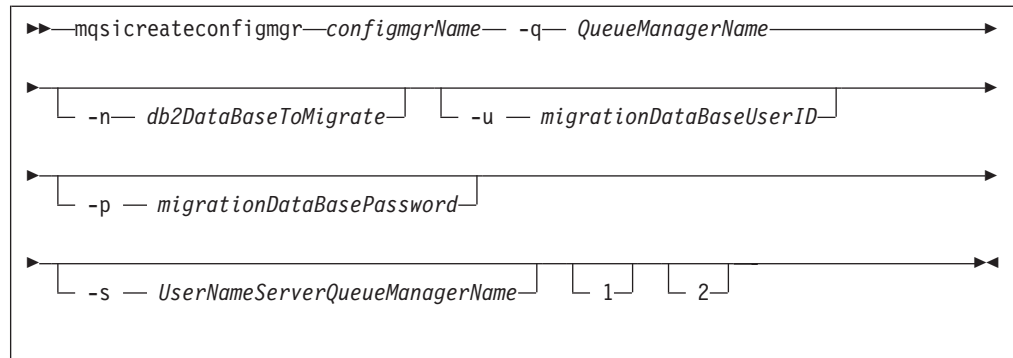 mqsicreateconfigmgr configmgrName -q QueueManagerName
-n db2DataBaseToMigrate -u migrationDataBaseUserID
-p migrationDataBasePassword
-s UserNameServerQueueManagerName 1 2